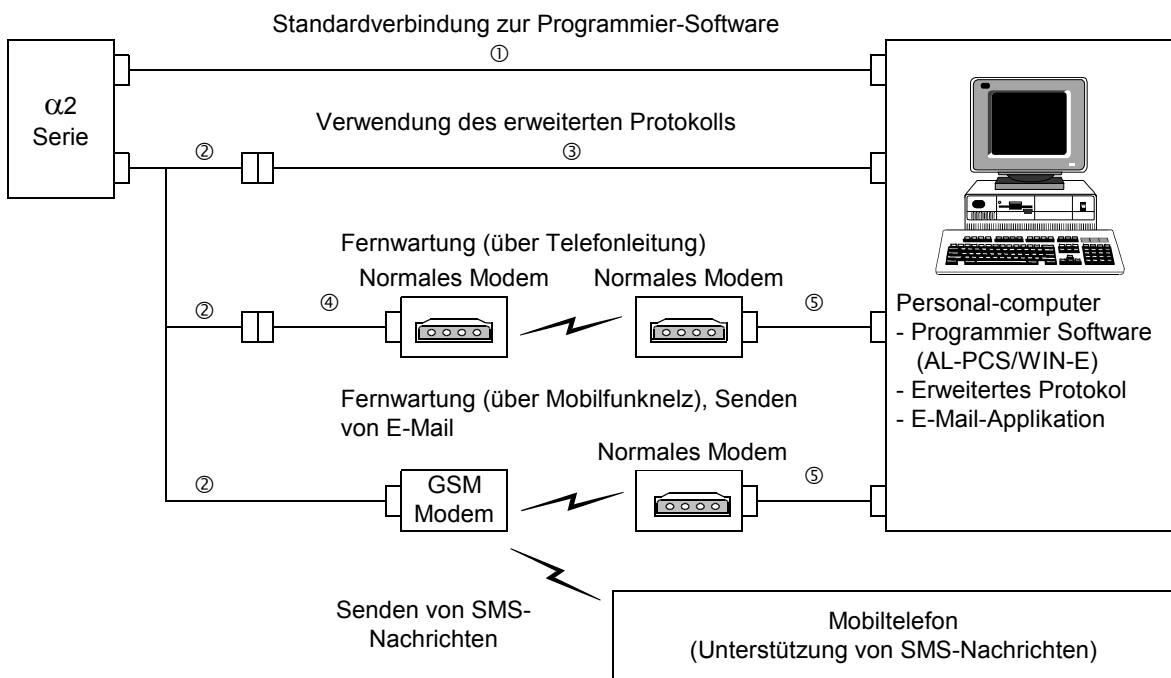 Standardverbindung zur Programmier-Software
①
α2
Serie
Verwendung des erweiterten Protokolls
②
③
Fernwartung (über Telefonleitung)
Normales Modem
Normales Modem
②
④
⑤
Personal-computer
- Programmier Software
(AL-PCS/WIN-E)
- Erweitertes Protokol
- E-Mail-Applikation
Fernwartung (über Mobilfunknelz), Senden
von E-Mail
Normales Modem
②
GSM
Modem
⑤
Senden von SMS-
Nachrichten
Mobiltelefon
(Unterstützung von SMS-Nachrichten)